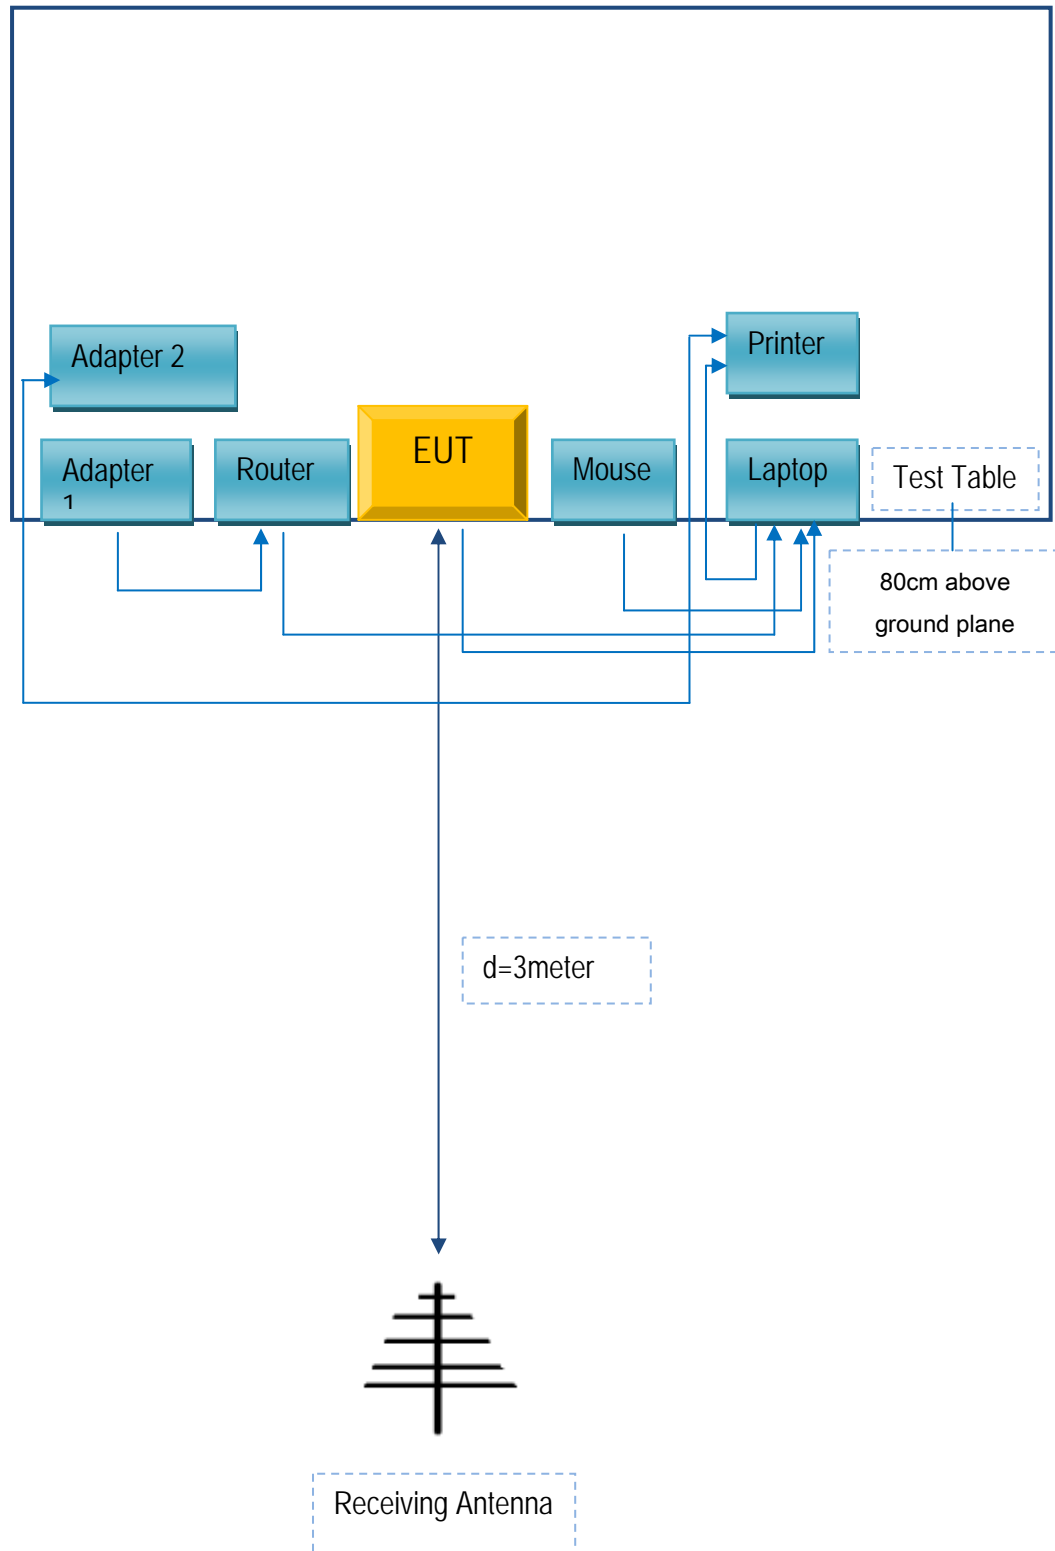 Adapter 2
Printer
Adapter
1
Router
EUT
Mouse
Laptop
Test Table
80cm above
ground plane
d=3meter
Receiving Antenna